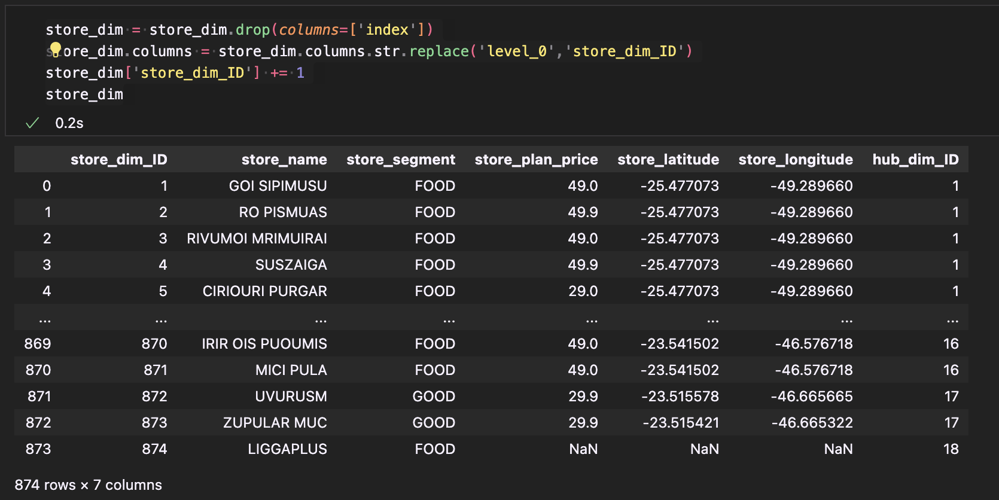 store_dim = store_dim.drop(columns=['index'])
store_dim.columns = store_dim.columns.str.replace('level_0','store_dim_ID')
store_dim['store_dim_ID'] += 1
store_dim
0.2s
store_dim_ID store_name store_segment store_plan_price store_latitude store_longitude hub_dim_ID
0 1 GOI SIPIMUSU FOOD 49.0 -25.477073 -49.289660 1
1 2 RO PISMUAS FOOD 49.9 -25.477073 -49.289660 1
2 3 RIVUMOI MRIMUIRAI FOOD 49.0 -25.477073 -49.289660 1
3 4 SUSZAIGA FOOD 49.9 -25.477073 -49.289660 1
4 5 CIRIOURI PURGAR FOOD 29.0 -25.477073 -49.289660 1
... ... ... ... ... ... ... ...
869 870 IRIR OIS PUOUMIS FOOD 49.0 -23.541502 -46.576718 16
870 871 MICI PULA FOOD 49.0 -23.541502 -46.576718 16
871 872 UVURUSM GOOD 29.9 -23.515578 -46.665665 17
872 873 ZUPULAR MUC GOOD 29.9 -23.515421 -46.665322 17
873 874 LIGGAPLUS FOOD NaN NaN NaN 18
874 rows × 7 columns